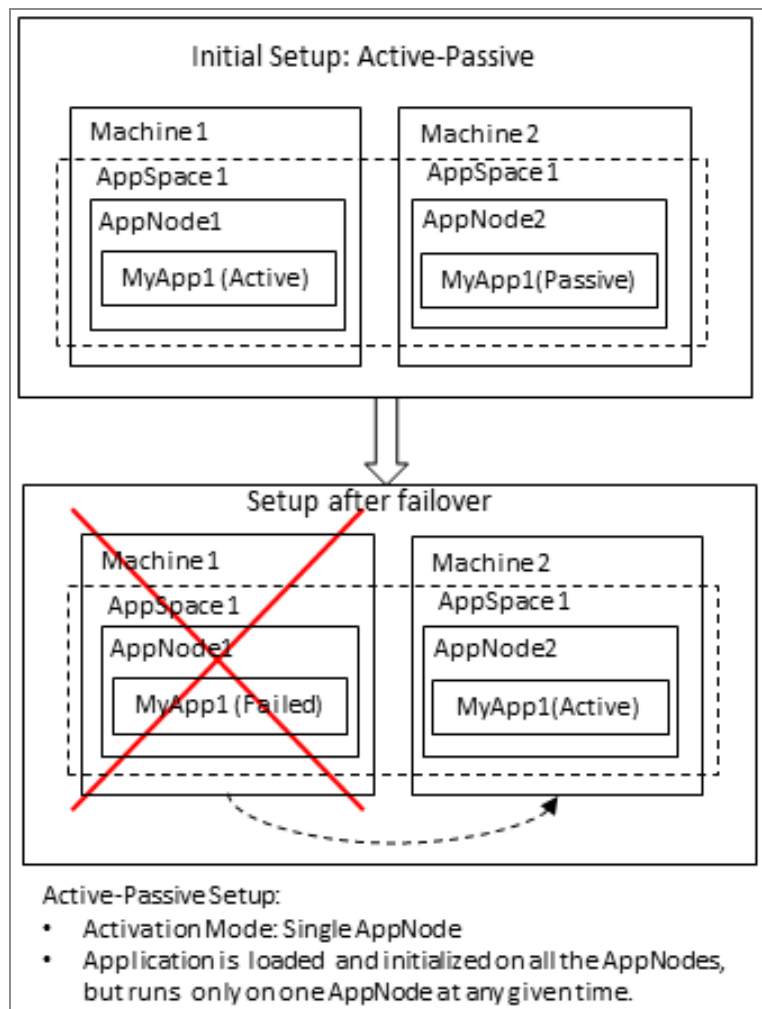 Initial Setup: Active-Passive
Machine1
Machine2
AppSpace1
AppSpace1
AppNode1
AppNode2
MyApp1 (Active)
MyApp1(Passive)
Setup after failover
Machine1
Machine2
AppSpace1
AppSpace1
AppNode1
AppNode2
MyApp1 (Failed)
MyApp1(Active)
Active-Passive Setup:
• Activation Mode: Single AppNode
• Application is loaded and initialized on all the AppNodes,
but runs only on one AppNode at any given time.